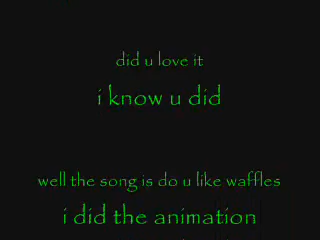 did u love it
i know u did
well the song is do u like waffles
i did the animation